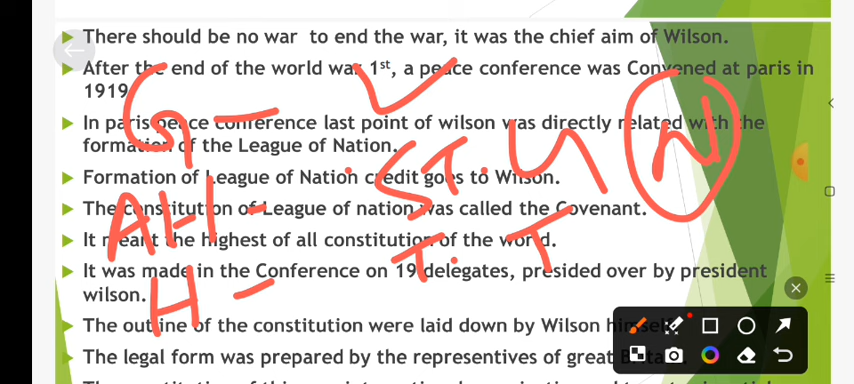 There should be no war to end the war, it was the chief aim of Wilson.
After the end of the world war 1st, a peace conference was Convened at paris in
1919.
In paris peace conference last point of wilson was directly related with the
formation of the League of Nation.
Formation of League of Nation credit goes to Wilson.
The constitution of League of nation was called the Covenant.
It meant the highest of all constitution of the world.
It was made in the Conference on 19 delegates, presided over by president
wilson.
The outline of the constitution were laid down by Wilson himself.
The legal form was prepared by the representives of great Britain.
G - 
A-H -
H -
S.T.
T. T
N